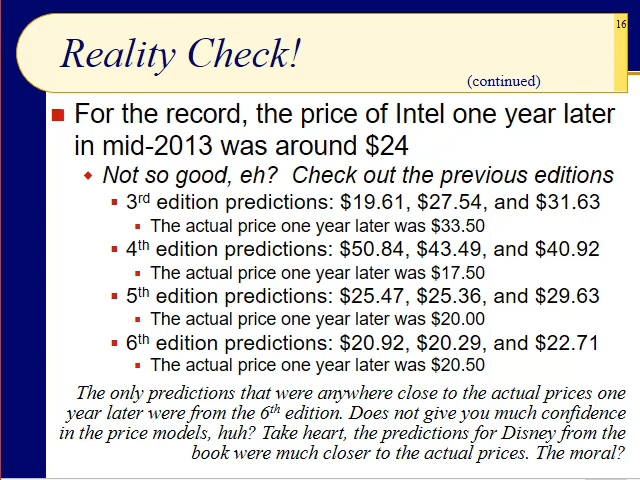 16
Reality Check!
(continued)
For the record, the price of Intel one year later
in mid-2013 was around $24
Not so good, eh? Check out the previous editions
3rd edition predictions: $19.61, $27.54, and $31.63
The actual price one year later was $33.50
4th edition predictions: $50.84, $43.49, and $40.92
The actual price one year later was $17.50
5th edition predictions: $25.47, $25.36, and $29.63
The actual price one year later was $20.00
6th edition predictions: $20.92, $20.29, and $22.71
The actual price one year later was $20.50
The only predictions that were anywhere close to the actual prices one
year later were from the 6th edition. Does not give you much confidence
in the price models, huh? Take heart, the predictions for Disney from the
book were much closer to the actual prices. The moral?